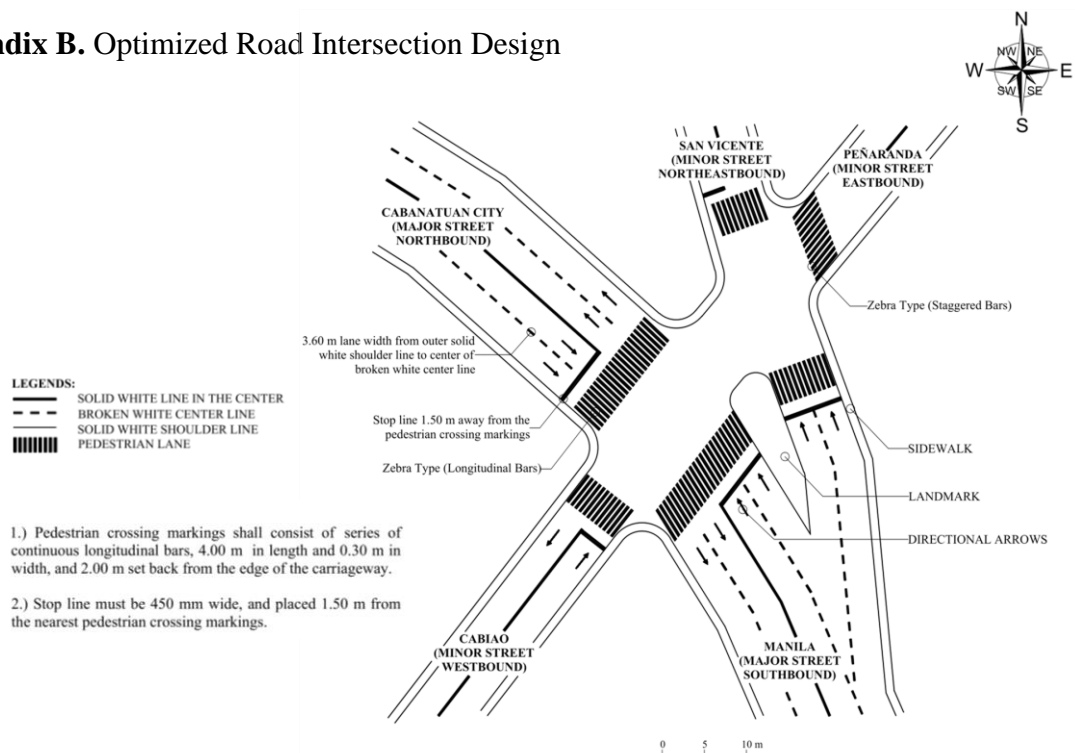 ndix B. Optimized Road Intersection Design
N
NW NE
W E
SW SE
S
SAN VICENTE
(MINOR STREET
NORTHEASTBOUND)
PEÑARANDA
(MINOR STREET
EASTBOUND)
CABANATUAN CITY
(MAJOR STREET
NORTHBOUND)
Zebra Type (Staggered Bars)
3.60 m lane width from outer solid
white shoulder line to center of
broken white center line
LEGENDS:
SOLID WHITE LINE IN THE CENTER
BROKEN WHITE CENTER LINE
SOLID WHITE SHOULDER LINE
PEDESTRIAN LANE
Stop line 1.50 m away from the
pedestrian crossing markings
Zebra Type (Longitudinal Bars)
SIDEWALK
LANDMARK
DIRECTIONAL ARROWS
1.) Pedestrian crossing markings shall consist of series of
continuous longitudinal bars, 4.00 m in length and 0.30 m in
width, and 2.00 m set back from the edge of the carriageway.
2.) Stop line must be 450 mm wide, and placed 1.50 m from
the nearest pedestrian crossing markings.
CABIAO
(MINOR STREET
WESTBOUND)
MANILA
(MAJOR STREET
SOUTHBOUND)
0 5 10 m